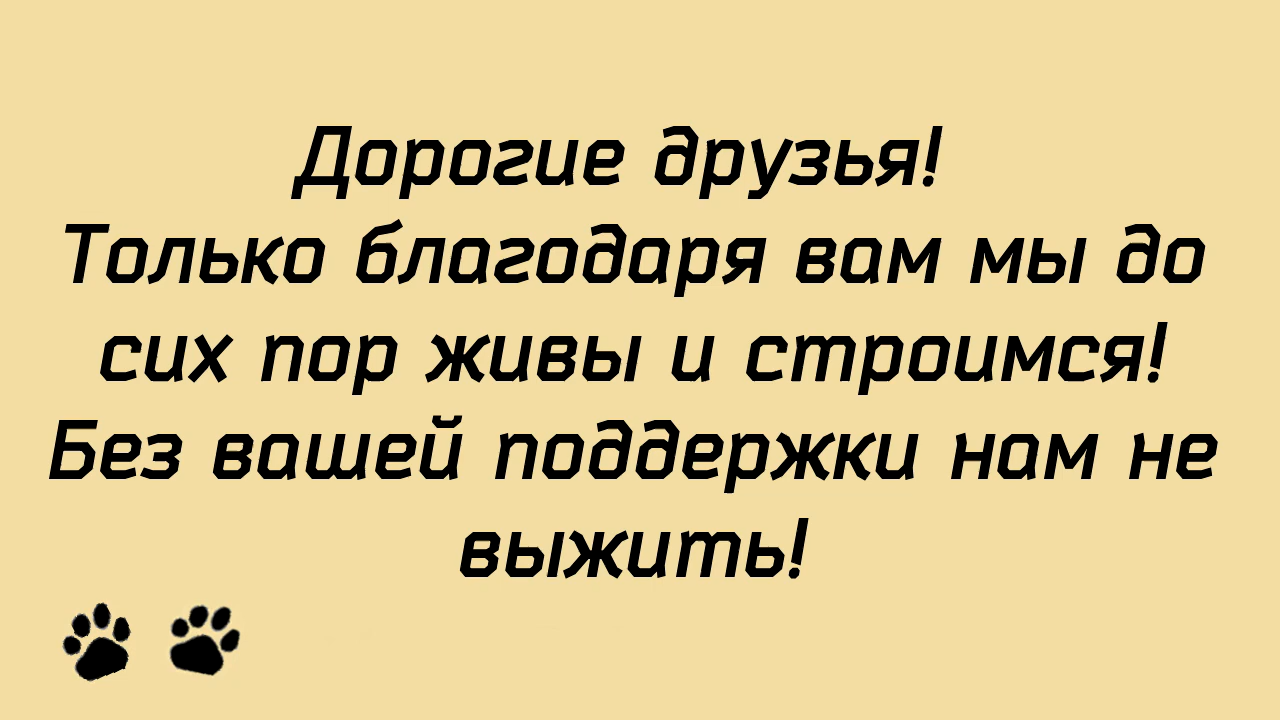 Дорогие друзья!
Только благодаря вам мы до
сих пор живы и строимся!
Без вашей поддержки нам не
выжить!